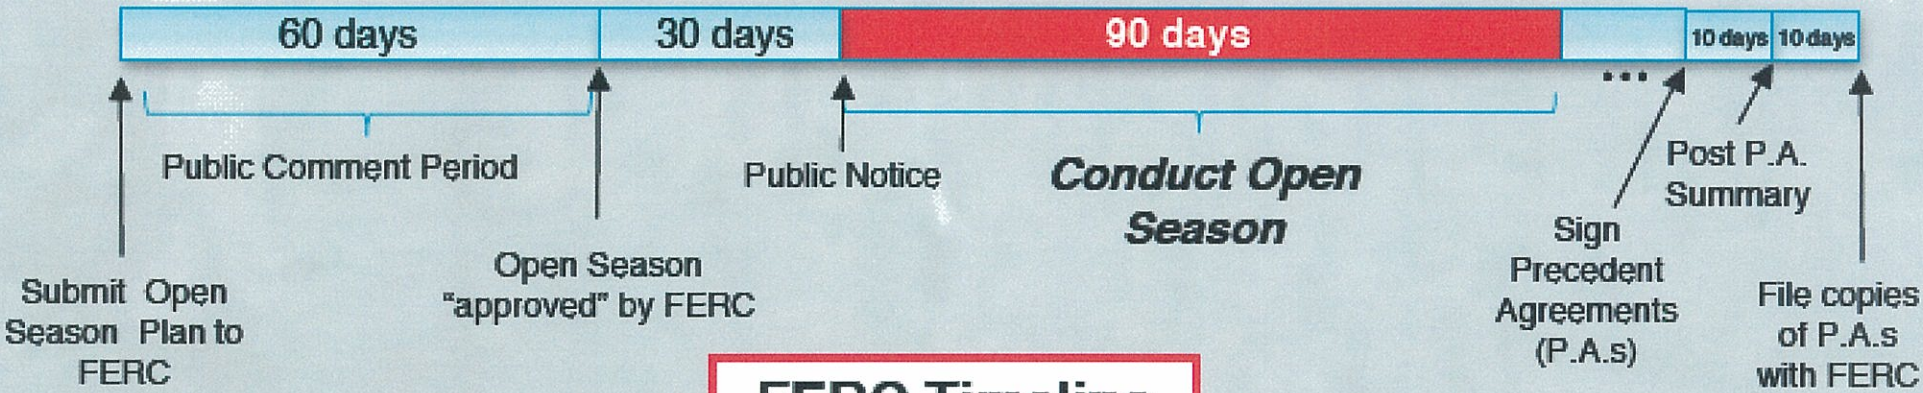 60 days
30 days
90 days
10 days
10 days
...
Public Comment Period
Public Notice
Conduct Open
Season
Post P.A.
Summary
Submit Open
Season Plan to
FERC
Open Season
"approved" by FERC
Sign
Precedent
Agreements
(P.A.s)
File copies
of P.A.s
with FERC
FERC Timeline